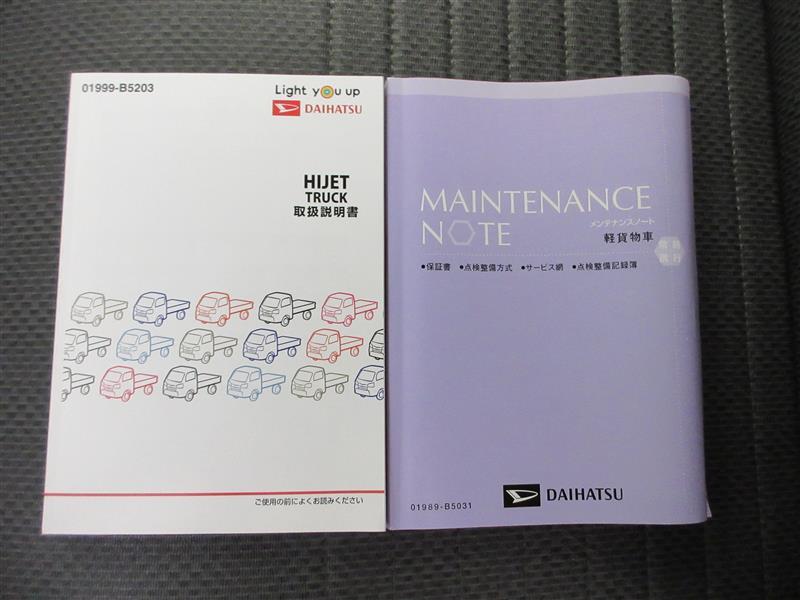 01999-B5203
Light you up
DAIHATSU
HIJET
TRUCK
取扱説明書
ご使用の前によくお読みください
MAINTENANCE
NOTE
メンテナンスノート
軽貨物車
●保証書 ●点検整備方式 ●サービス網 ●点検整備記録簿
01989-B5031
DAIHATSU